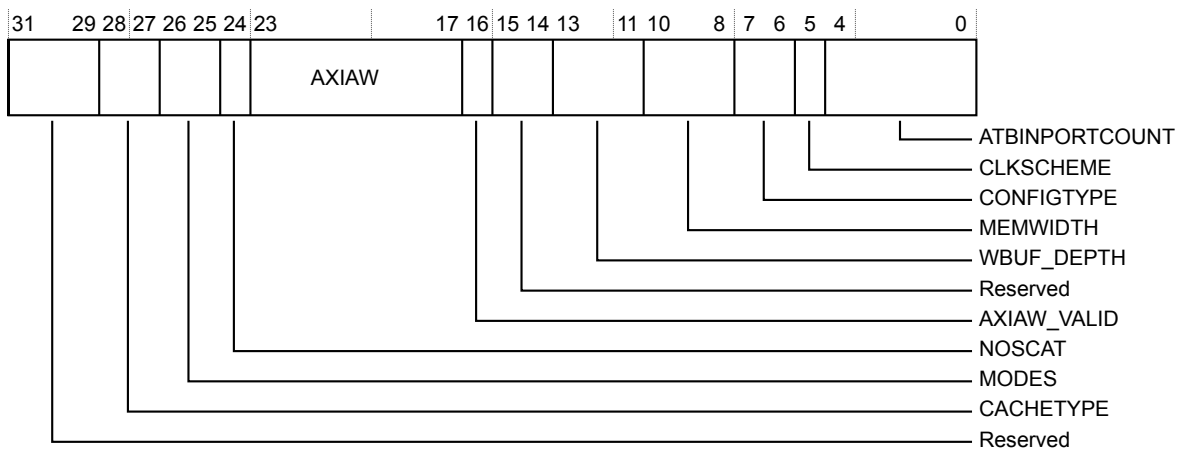 31 29 28 27 26 25 24 23 17 16 15 14 13 11 10 8 7 6 5 4 0
AXIAW
ATBINPORTCOUNT
CLKSCHEME
CONFIGTYPE
MEMWIDTH
WBUF_DEPTH
Reserved
AXIAW_VALID
NOSCAT
MODES
CACHETYPE
Reserved